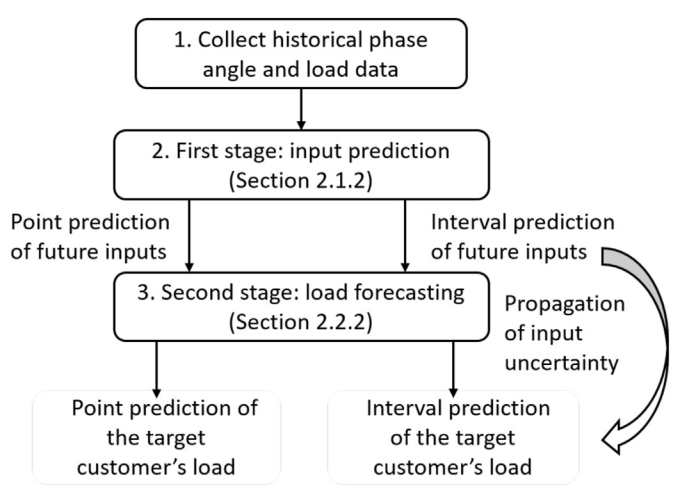 1. Collect historical phase
angle and load data
2. First stage: input prediction
(Section 2.1.2)
Point prediction
of future inputs
Interval prediction
of future inputs
3. Second stage: load forecasting
(Section 2.2.2)
Propagation
of input
uncertainty
Point prediction of
the target
customer's load
Interval prediction
of the target
customer's load